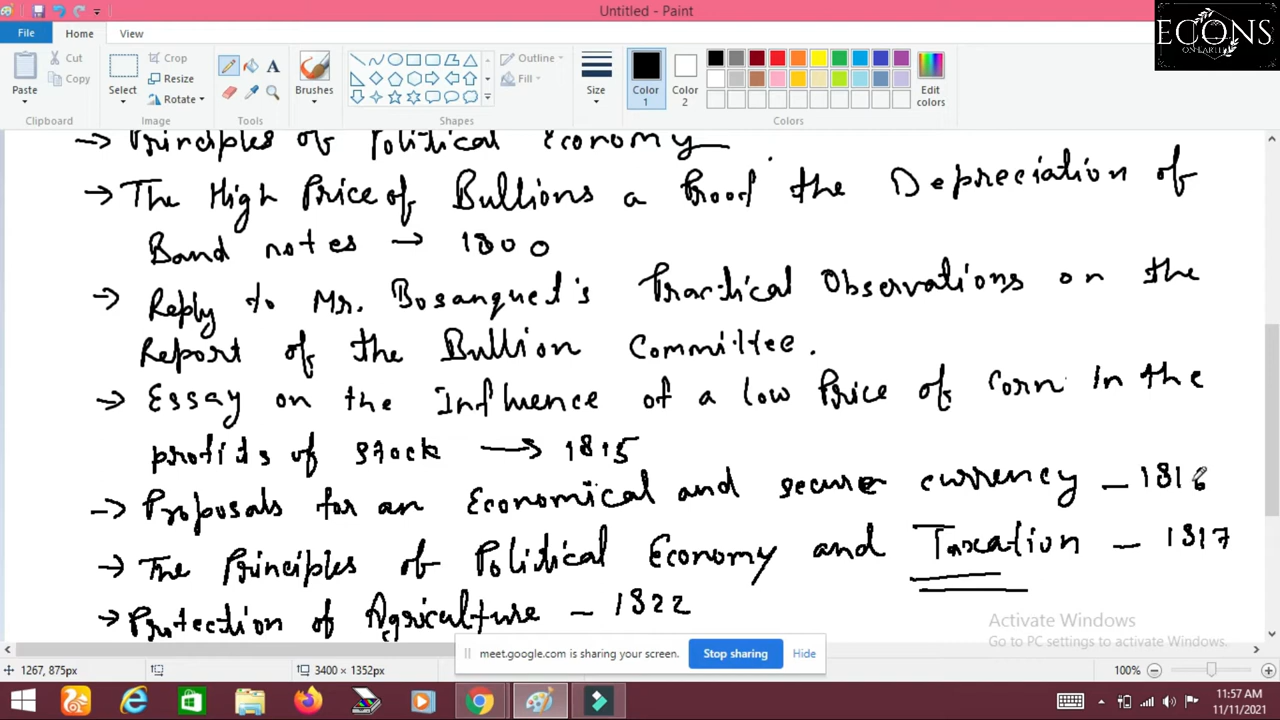 Untitled - Paint
File Home View
ECONS
ON LABELL
Paste
Cut
Copy
Clipboard
Select
Crop
Resize
Rotate
Image
Tools
Brushes
Shapes
Outline
Fill
Size
Color 1
Color 2
Colors
Edit colors
→ Principles of Political Economy
→ The High Price of Bullions a Proof the Depreciation of
Band notes → 1800
→ Reply to Mr. Bosanquet's Practical Observations on the
Report of the Bullion Committee.
→ Essay on the Influence of a low Price of Corn in the
profits of stock → 1815
→ Proposals for an Economical and secure currency - 1816
→ The Principles of Political Economy and Taxation - 1817
→ Protection of Agriculture - 1822
Activate Windows
Go to PC settings to activate Windows.
meet.google.com is sharing your screen. Stop sharing Hide
1267, 875px 3400 × 1352px 100%
11:57 AM
11/11/2021